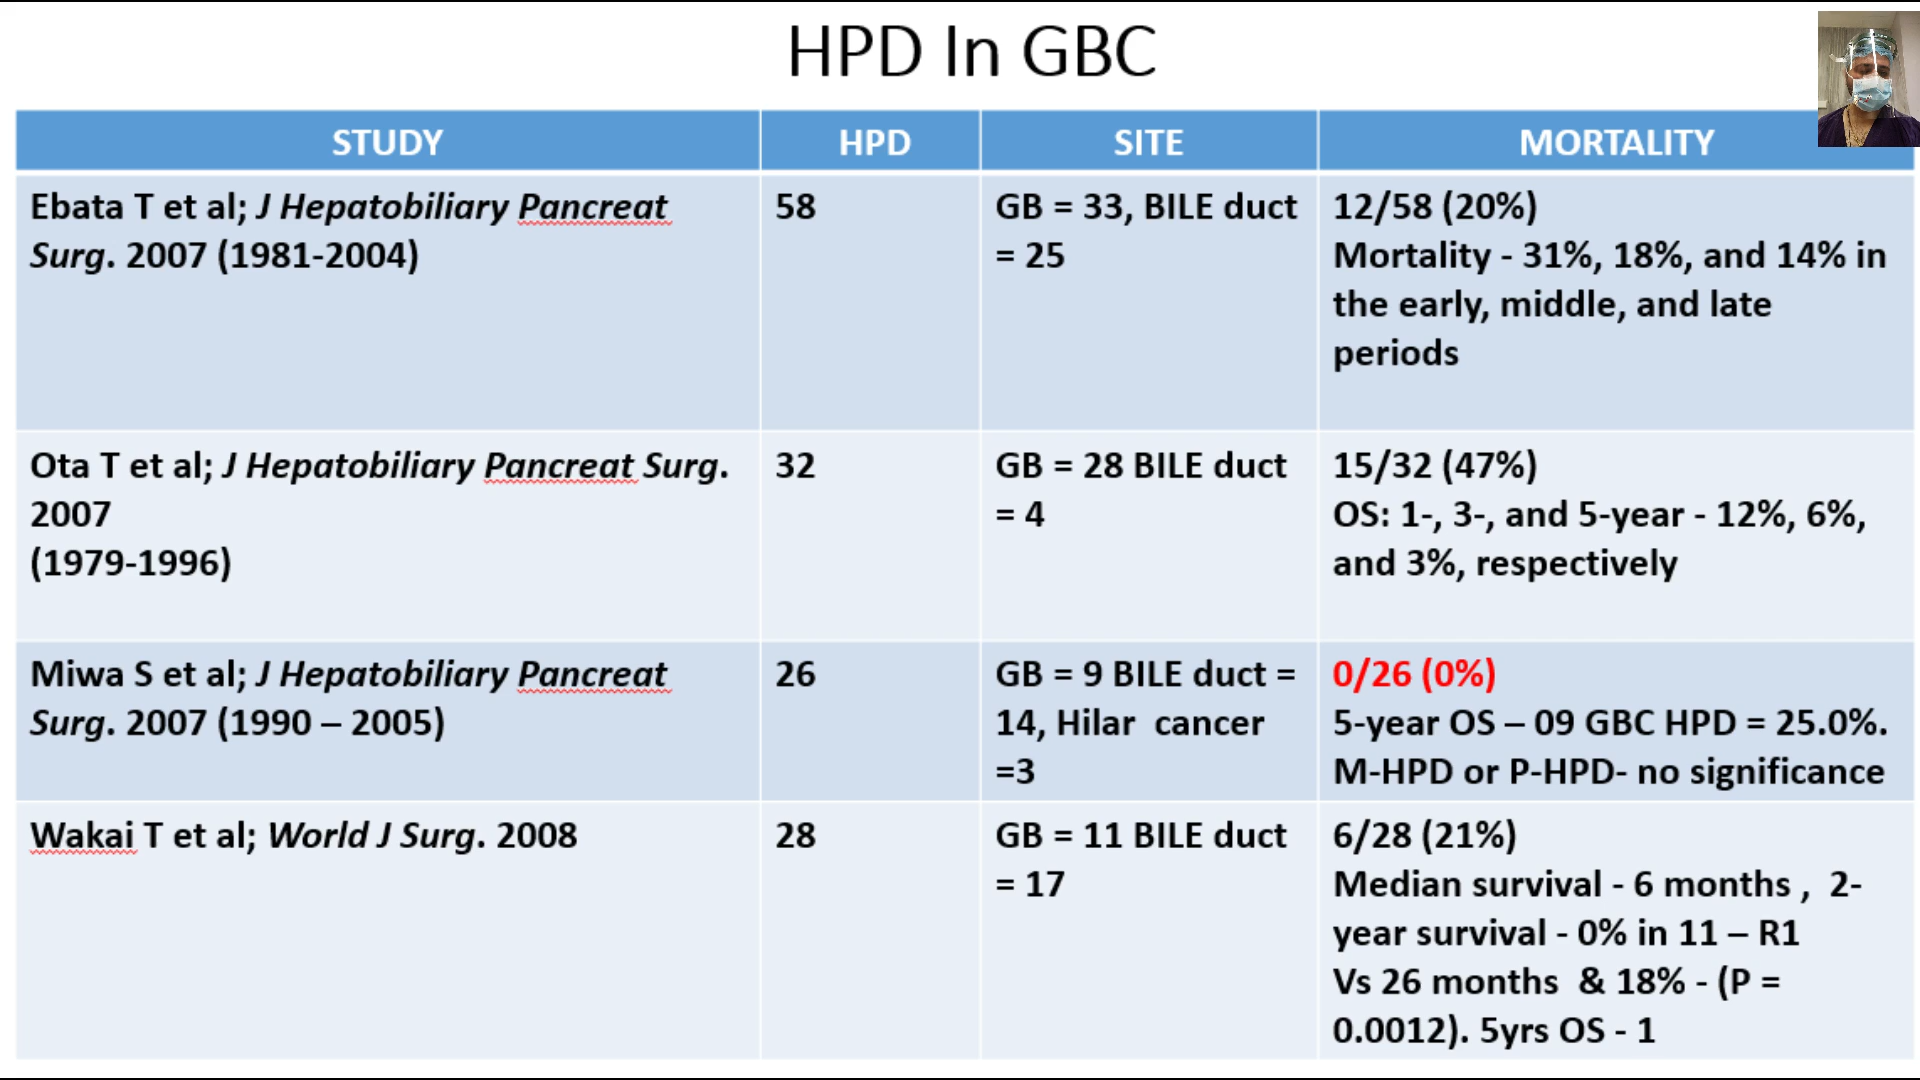 HPD In GBC
STUDY HPD SITE MORTALITY
Ebata T et al; J Hepatobiliary Pancreat
Surg. 2007 (1981-2004)
58
GB = 33, BILE duct
= 25
12/58 (20%)
Mortality - 31%, 18%, and 14% in
the early, middle, and late
periods
Ota T et al; J Hepatobiliary Pancreat Surg.
2007
(1979-1996)
32
GB = 28 BILE duct
= 4
15/32 (47%)
OS: 1-, 3-, and 5-year - 12%, 6%,
and 3%, respectively
Miwa S et al; J Hepatobiliary Pancreat
Surg. 2007 (1990 – 2005)
26
GB = 9 BILE duct =
14, Hilar cancer
=3
0/26 (0%)
5-year OS – 09 GBC HPD = 25.0%.
M-HPD or P-HPD- no significance
Wakai T et al; World J Surg. 2008
28
GB = 11 BILE duct
= 17
6/28 (21%)
Median survival - 6 months , 2-
year survival - 0% in 11 – R1
Vs 26 months & 18% - (P =
0.0012). 5yrs OS - 1